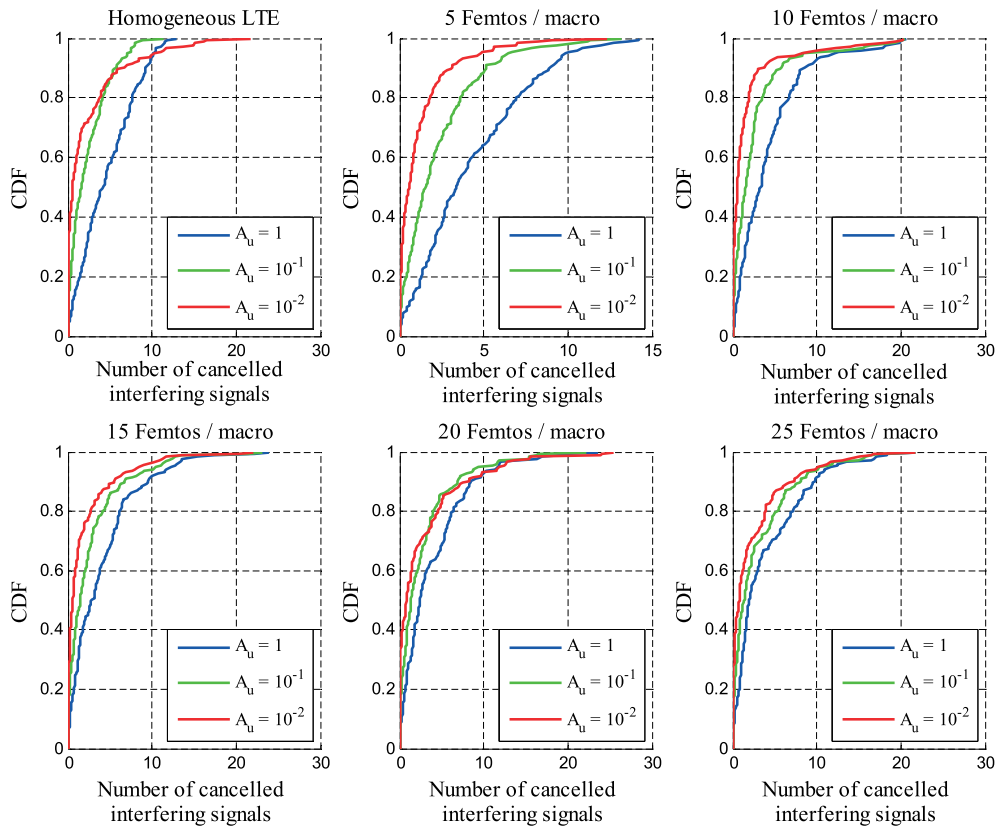 Homogeneous LTE
CDF
1
0.8
0.6
0.4
0.2
0
0 10 20 30
A_u = 1
A_u = 10^-1
A_u = 10^-2
Number of cancelled
interfering signals
5 Femtos / macro
CDF
1
0.8
0.6
0.4
0.2
0
0 5 10 15
A_u = 1
A_u = 10^-1
A_u = 10^-2
Number of cancelled
interfering signals
10 Femtos / macro
CDF
1
0.8
0.6
0.4
0.2
0
0 10 20 30
A_u = 1
A_u = 10^-1
A_u = 10^-2
Number of cancelled
interfering signals
15 Femtos / macro
CDF
1
0.8
0.6
0.4
0.2
0
0 10 20 30
A_u = 1
A_u = 10^-1
A_u = 10^-2
Number of cancelled
interfering signals
20 Femtos / macro
CDF
1
0.8
0.6
0.4
0.2
0
0 10 20 30
A_u = 1
A_u = 10^-1
A_u = 10^-2
Number of cancelled
interfering signals
25 Femtos / macro
CDF
1
0.8
0.6
0.4
0.2
0
0 10 20 30
A_u = 1
A_u = 10^-1
A_u = 10^-2
Number of cancelled
interfering signals